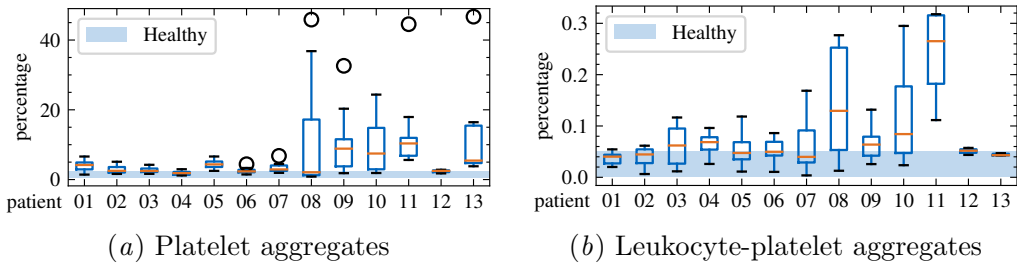 percentage
40
20
0
Healthy
patient 01 02 03 04 05 06 07 08 09 10 11 12 13
(a) Platelet aggregates
percentage
0.3
0.2
0.1
0.0
Healthy
patient 01 02 03 04 05 06 07 08 09 10 11 12 13
(b) Leukocyte-platelet aggregates